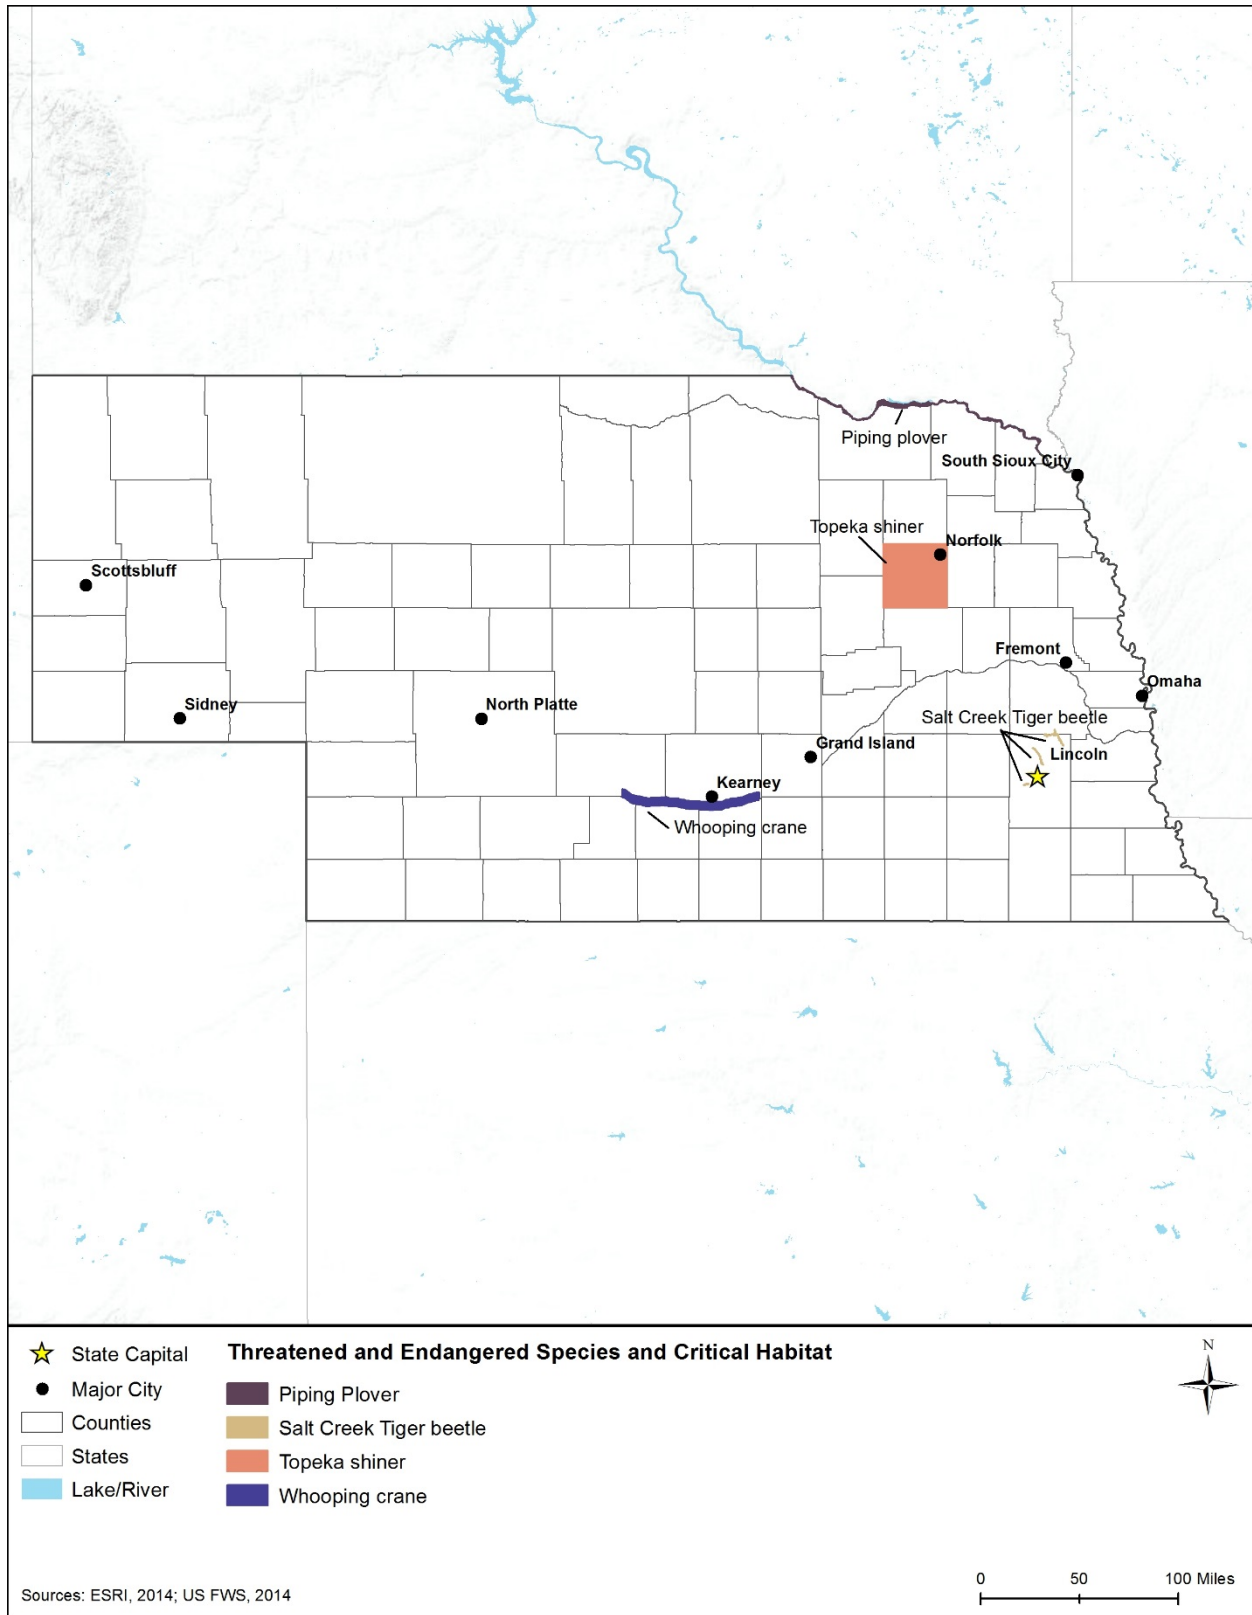 Piping plover
South Sioux City
Topeka shiner
Norfolk
Scottsbluff
Fremont
Omaha
Sidney
North Platte
Salt Creek Tiger beetle
Grand Island
Lincoln
Kearney
Whooping crane
State Capital
Major City
Counties
States
Lake/River
Threatened and Endangered Species and Critical Habitat
Piping Plover
Salt Creek Tiger beetle
Topeka shiner
Whooping crane
N
Sources: ESRI, 2014; US FWS, 2014
0 50 100 Miles